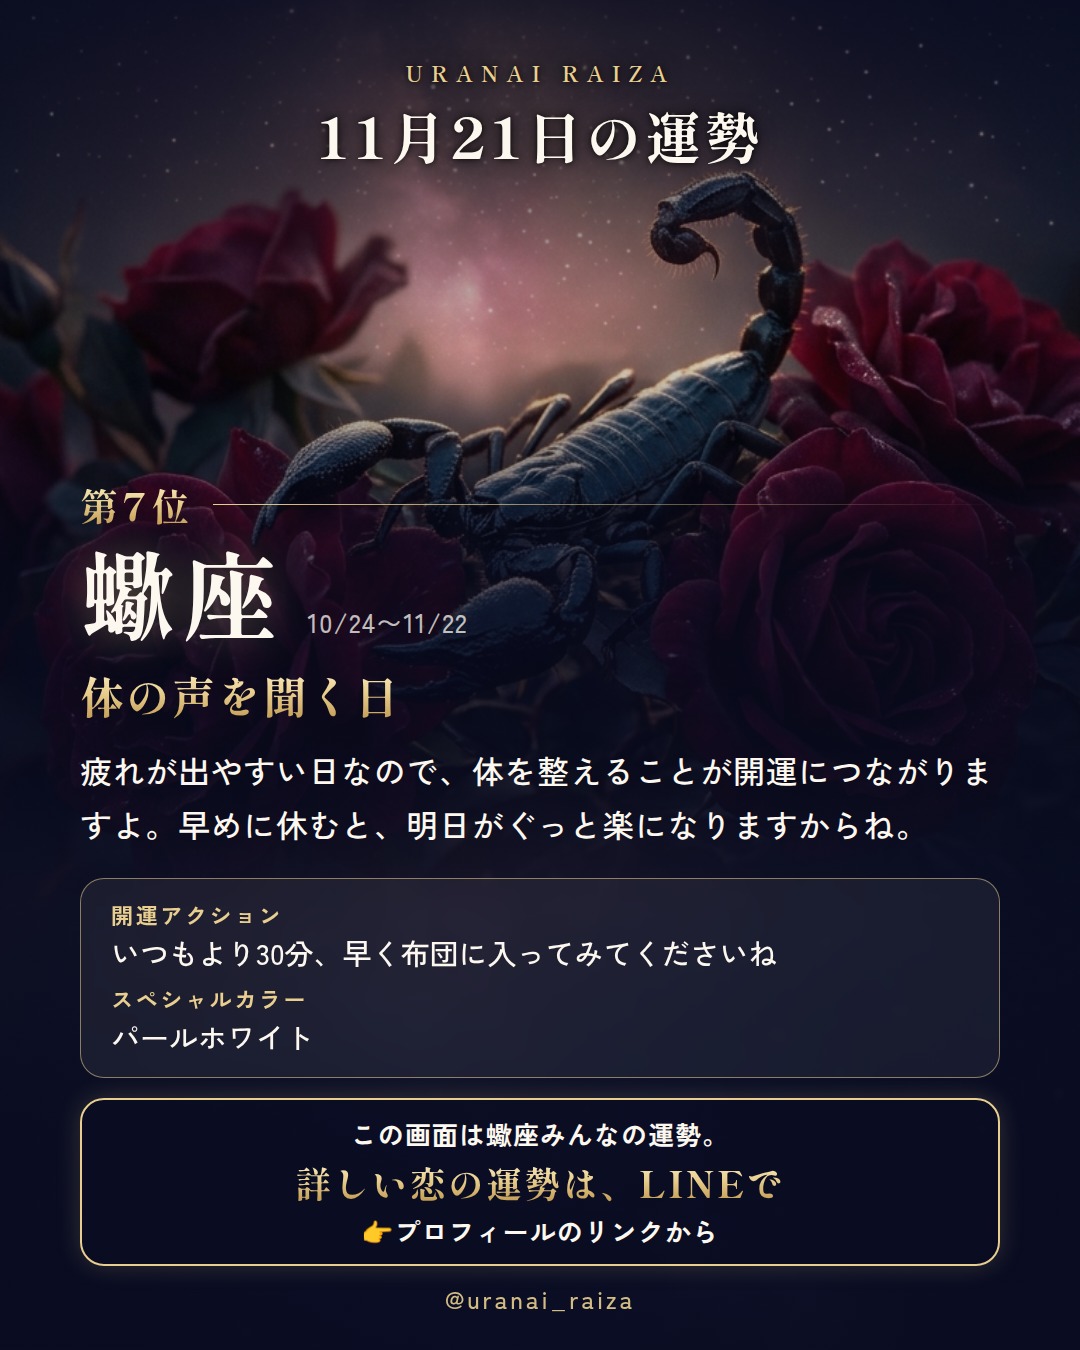 URANAI RAIZA
11月21日の運勢
第7位
蠍座 10/24〜11/22
体の声を聞く日
疲れが出やすい日なので、体を整えることが開運につながりま
すよ。早めに休むと、明日がぐっと楽になりますからね。
開運アクション
いつもより30分、早く布団に入ってみてくださいね
スペシャルカラー
パールホワイト
この画面は蠍座みんなの運勢。
詳しい恋の運勢は、LINEで
👉プロフィールのリンクから
@uranai_raiza